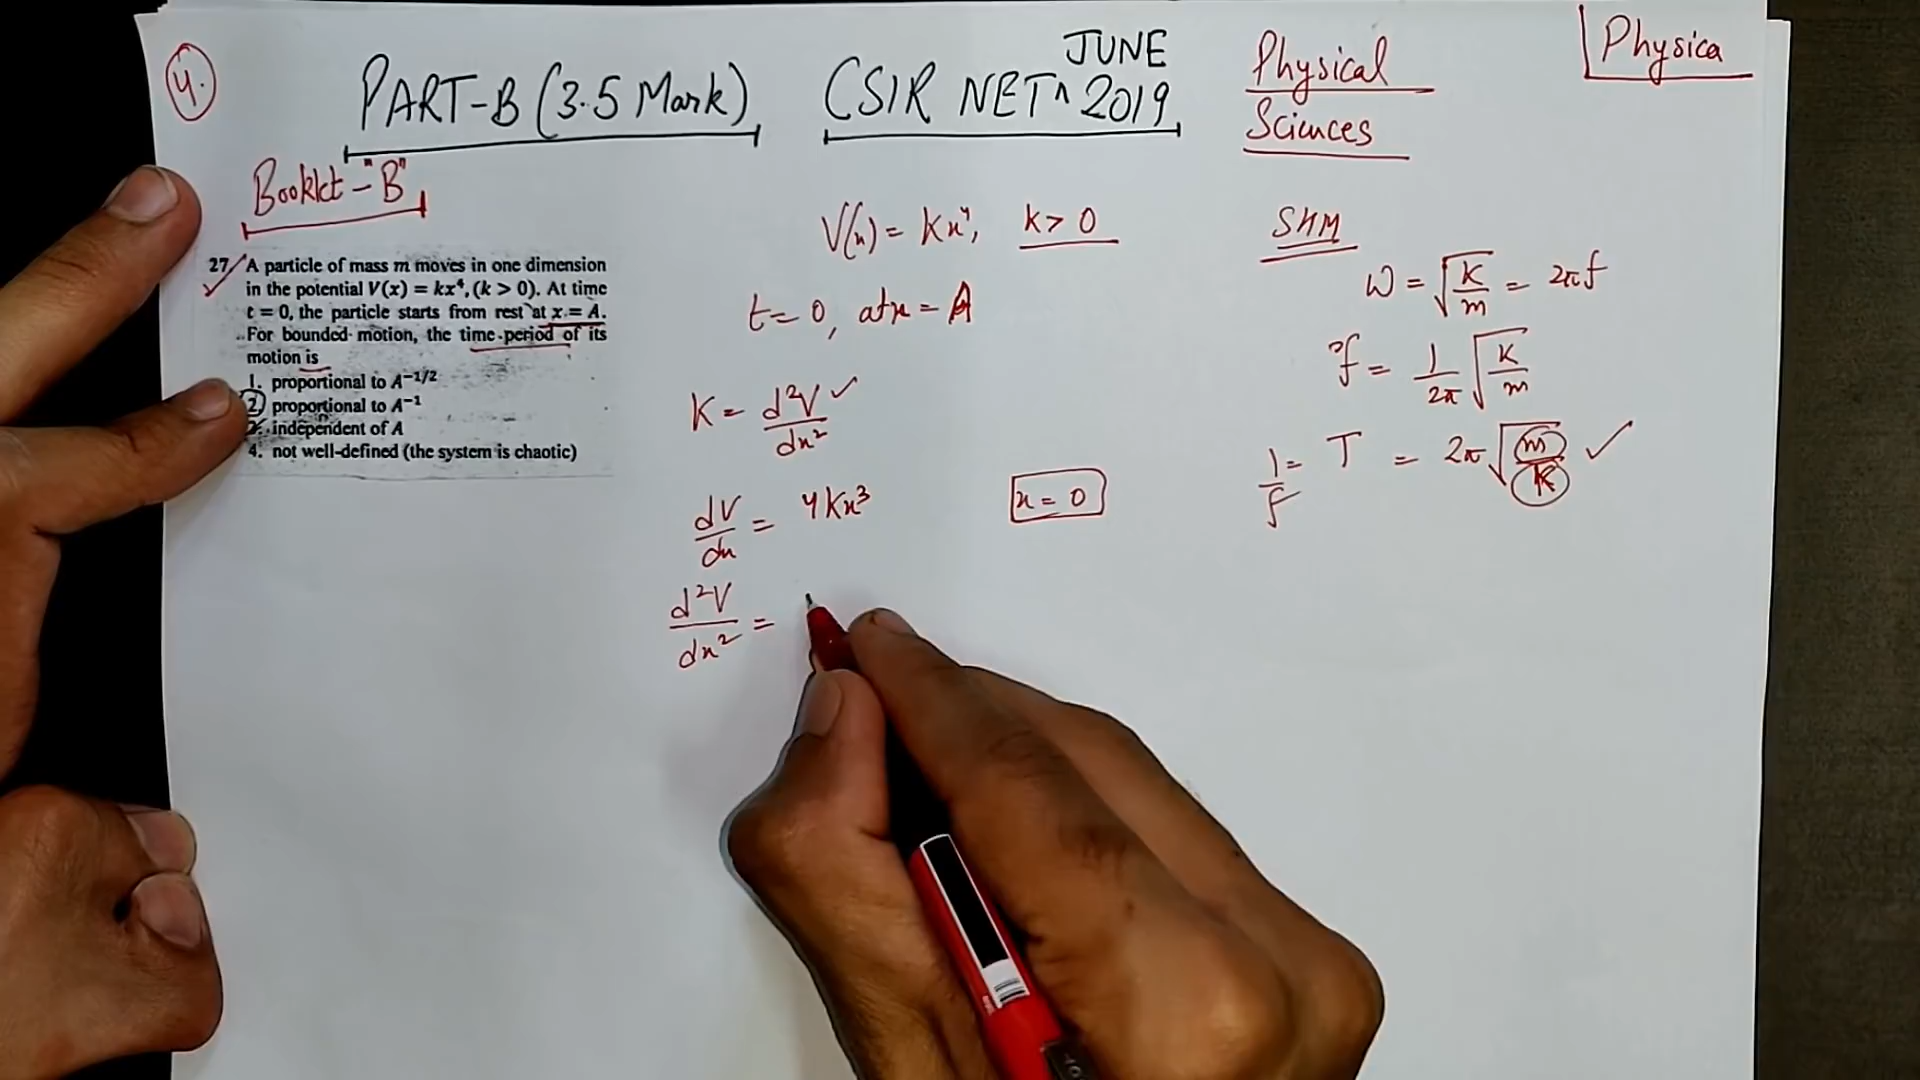 4.
PART-B (3.5 Mark)
CSIR NET^ 2019
JUNE
Physical
Sciences
Physica
Booklet-"B"
27 A particle of mass m moves in one dimension
in the potential V(x) = kx⁴, (k > 0). At time
t = 0, the particle starts from rest at x = A.
For bounded motion, the time period of its
motion is
1. proportional to A⁻¹/²
2. proportional to A⁻¹
3. independent of A
4. not well-defined (the system is chaotic)
V(x) = Kx⁴, k > 0
t = 0, at x = A
K = d²V/dx² ✓
dV/dx = 4Kx³
x = 0
d²V/dx² =
SHM
ω = √(K/m) = 2πf
f = 1/2π √(K/m)
1/f = T = 2π √(m/K) ✓